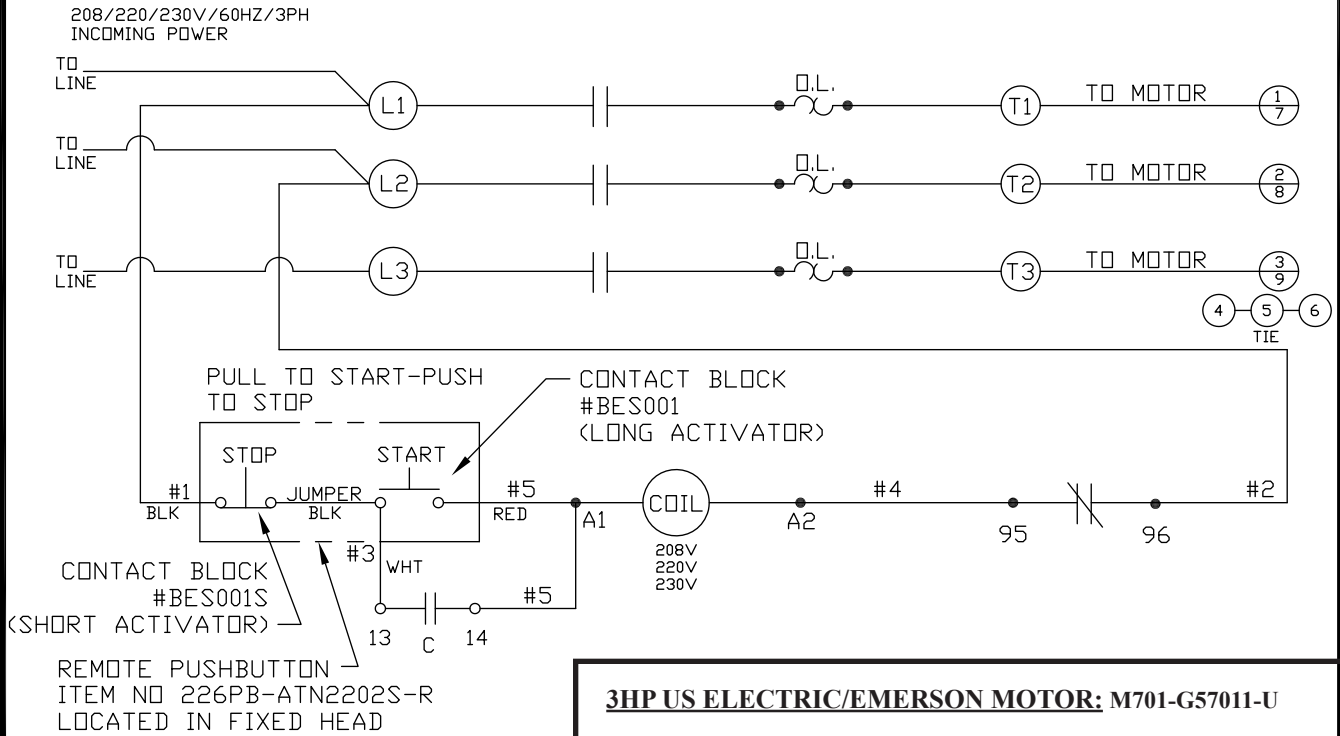 208/220/230V/60HZ/3PH
INCOMING POWER
TO
LINE
L1
O.L.
T1
TO MOTOR
1
7
TO
LINE
L2
O.L.
T2
TO MOTOR
2
8
TO
LINE
L3
O.L.
T3
TO MOTOR
3
9
4
5
6
TIE
PULL TO START-PUSH
TO STOP
CONTACT BLOCK
#BES001
(LONG ACTIVATOR)
STOP
START
#1
BLK
JUMPER
BLK
#5
RED
A1
COIL
208V
220V
230V
A2
#4
95
96
#2
#3
WHT
13
C
14
#5
CONTACT BLOCK
#BES001S
(SHORT ACTIVATOR)
REMOTE PUSHBUTTON
ITEM NO 226PB-ATN2202S-R
LOCATED IN FIXED HEAD
3HP US ELECTRIC/EMERSON MOTOR: M701-G57011-U